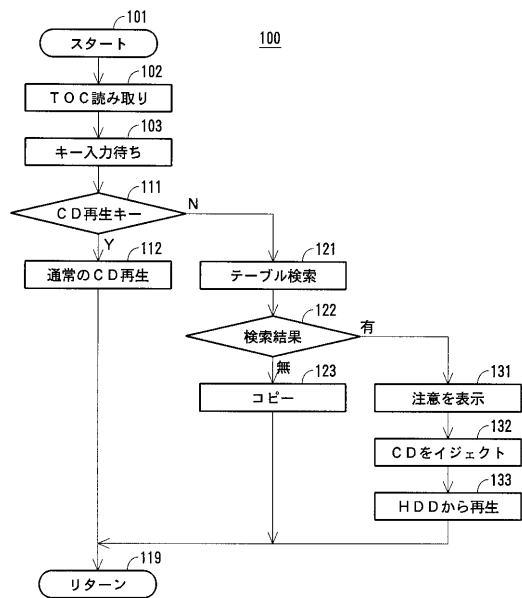 101
スタート
100
102
TOC読み取り
103
キー入力待ち
111
CD再生キー
N
Y
112
通常のCD再生
121
テーブル検索
122
検索結果
有
無
123
コピー
131
注意を表示
132
CDをイジェクト
133
HDDから再生
119
リターン